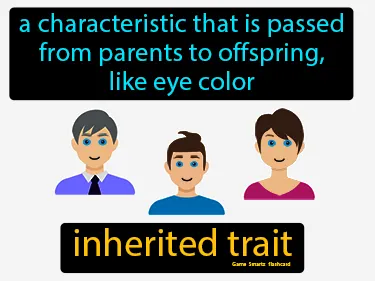 a characteristic that is passed
from parents to offspring,
like eye color
inherited trait
Game Smartz flashcard